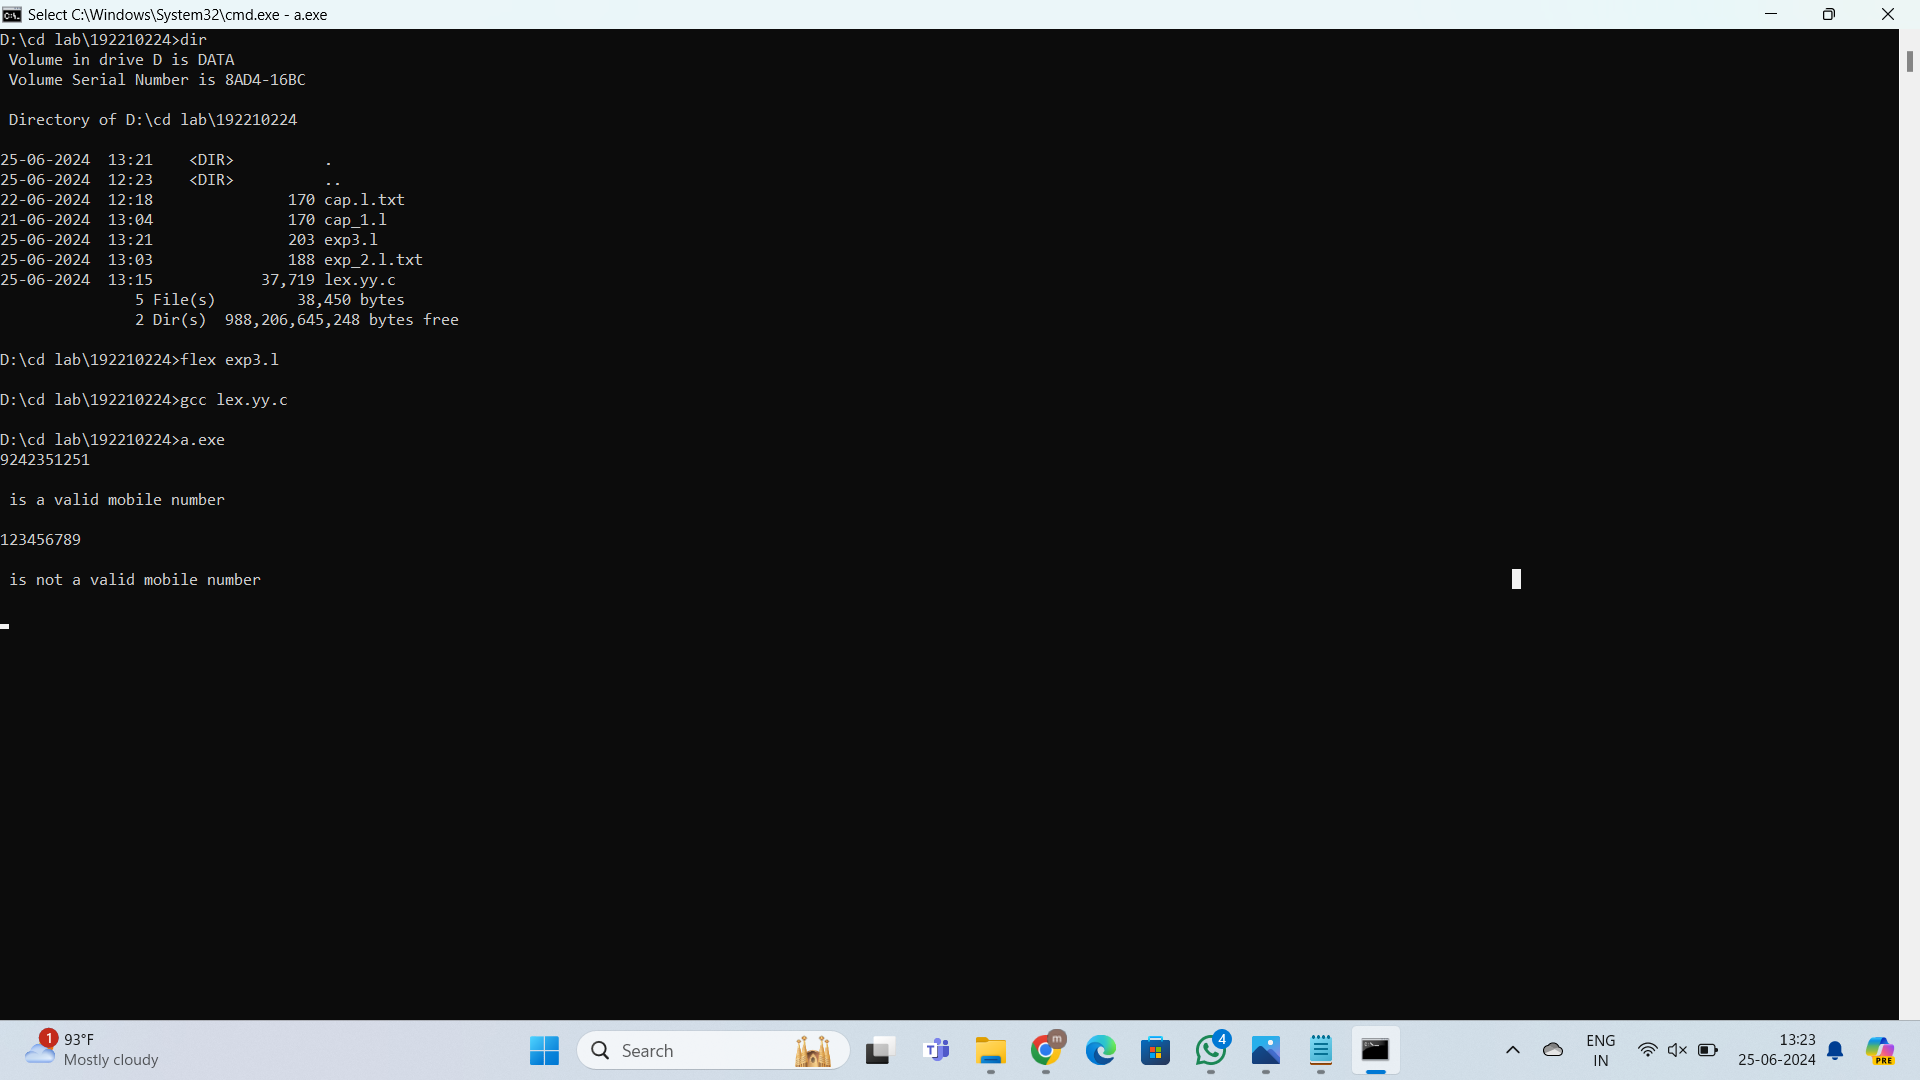 Select C:\Windows\System32\cmd.exe - a.exe
D:\cd lab\192210224>dir
Volume in drive D is DATA
Volume Serial Number is 8AD4-16BC
Directory of D:\cd lab\192210224
25-06-2024  13:21    <DIR>          .
25-06-2024  12:23    <DIR>          ..
22-06-2024  12:18               170 cap.l.txt
21-06-2024  13:04               170 cap_1.l
25-06-2024  13:21               203 exp3.l
25-06-2024  13:03               188 exp_2.l.txt
25-06-2024  13:15            37,719 lex.yy.c
5 File(s)         38,450 bytes
2 Dir(s)  988,206,645,248 bytes free
D:\cd lab\192210224>flex exp3.l
D:\cd lab\192210224>gcc lex.yy.c
D:\cd lab\192210224>a.exe
9242351251
is a valid mobile number
123456789
is not a valid mobile number
1
93°F
Mostly cloudy
Search
T
m
4
ENG
IN
13:23
25-06-2024
PRE